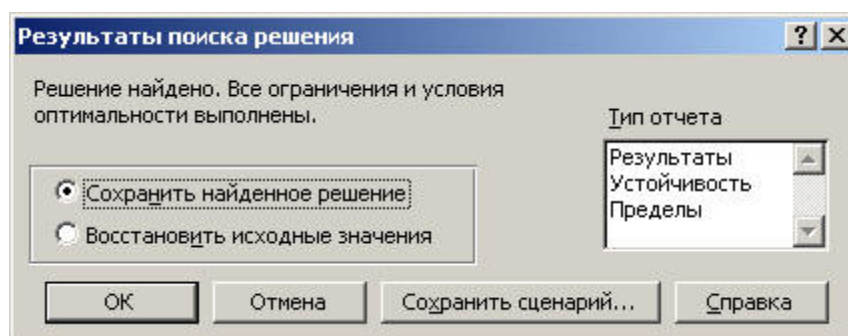 Результаты поиска решения
Решение найдено. Все ограничения и условия
оптимальности выполнены.
Тип отчета
Результаты
Устойчивость
Пределы
Сохранить найденное решение
Восстановить исходные значения
ОК
Отмена
Сохранить сценарий...
Справка